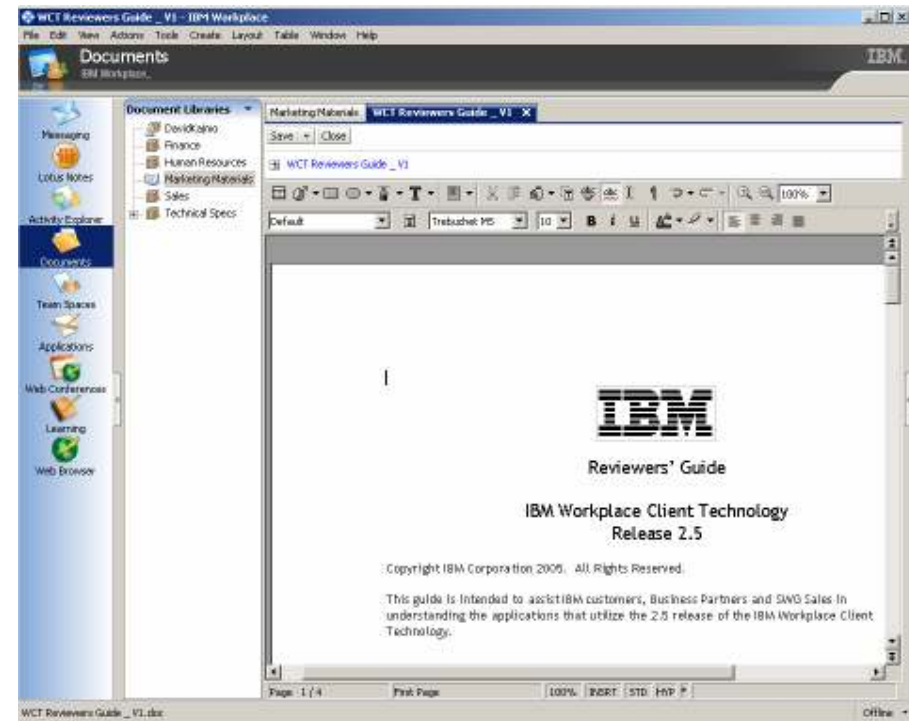 WCT Reviewers Guide _ V1 - IBM Workplace
File Edit View Actions Tools Create Layout Table Window Help
Documents
IBM Workplace
IBM
Messaging
Lotus Notes
Activity Explorer
Documents
Team Spaces
Applications
Web Conferences
Learning
Web Browser
Document Libraries
Finance
Human Resources
Marketing Materials
Sales
Technical Specs
Marketing Materials WCT Reviewers Guide _ V1 X
Save Close
WCT Reviewers Guide _ V1
100%
Default Trebuchet MS 10 B i U
IBM
Reviewers' Guide
IBM Workplace Client Technology
Release 2.5
Copyright IBM Corporation 2005. All Rights Reserved.
This guide is intended to assist IBM customers, Business Partners and SWG Sales in
understanding the applications that utilize the 2.5 release of the IBM Workplace Client
Technology.
Page 1 / 4 First Page 100% INSRT STD HYP *
WCT Reviewers Guide _ V1.doc Offline